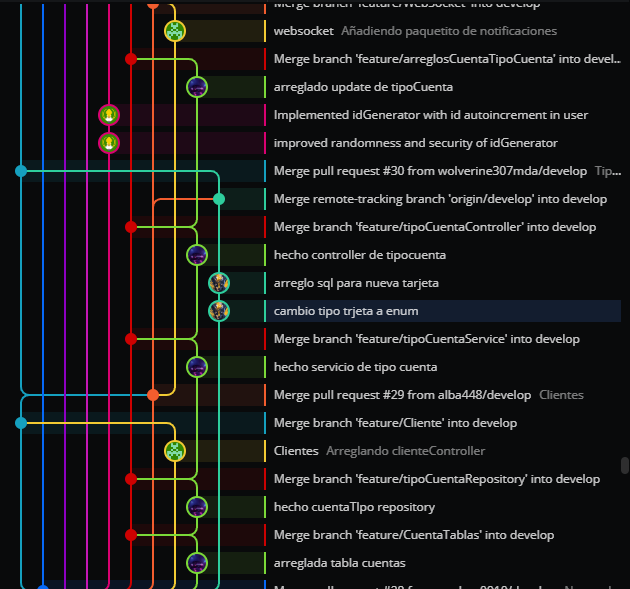 Merge branch 'feature/WebSocket' into develop
websocket Añadiendo paquetito de notificaciones
Merge branch 'feature/arreglosCuentaTipoCuenta' into devel...
arreglado update de tipoCuenta
Implemented idGenerator with id autoincrement in user
improved randomness and security of idGenerator
Merge pull request #30 from wolverine307mda/develop Tip...
Merge remote-tracking branch 'origin/develop' into develop
Merge branch 'feature/tipoCuentaController' into develop
hecho controller de tipocuenta
arreglo sql para nueva tarjeta
cambio tipo trjeta a enum
Merge branch 'feature/tipoCuentaService' into develop
hecho servicio de tipo cuenta
Merge pull request #29 from alba448/develop Clientes
Merge branch 'feature/Cliente' into develop
Clientes Arreglando clienteController
Merge branch 'feature/tipoCuentaRepository' into develop
hecho cuentaTIpo repository
Merge branch 'feature/CuentaTablas' into develop
arreglada tabla cuentas